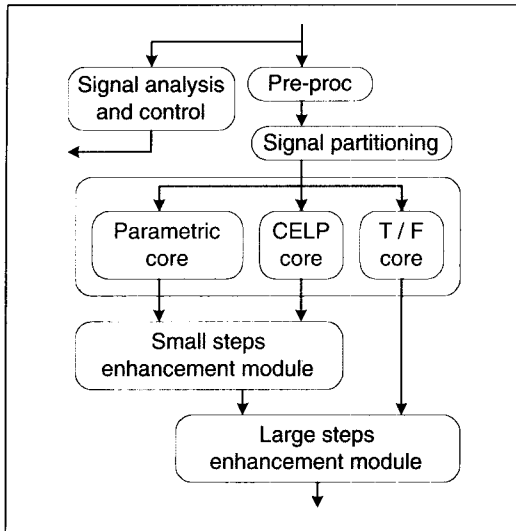 Signal analysis
and control
Pre-proc
Signal partitioning
Parametric
core
CELP
core
T / F
core
Small steps
enhancement module
Large steps
enhancement module